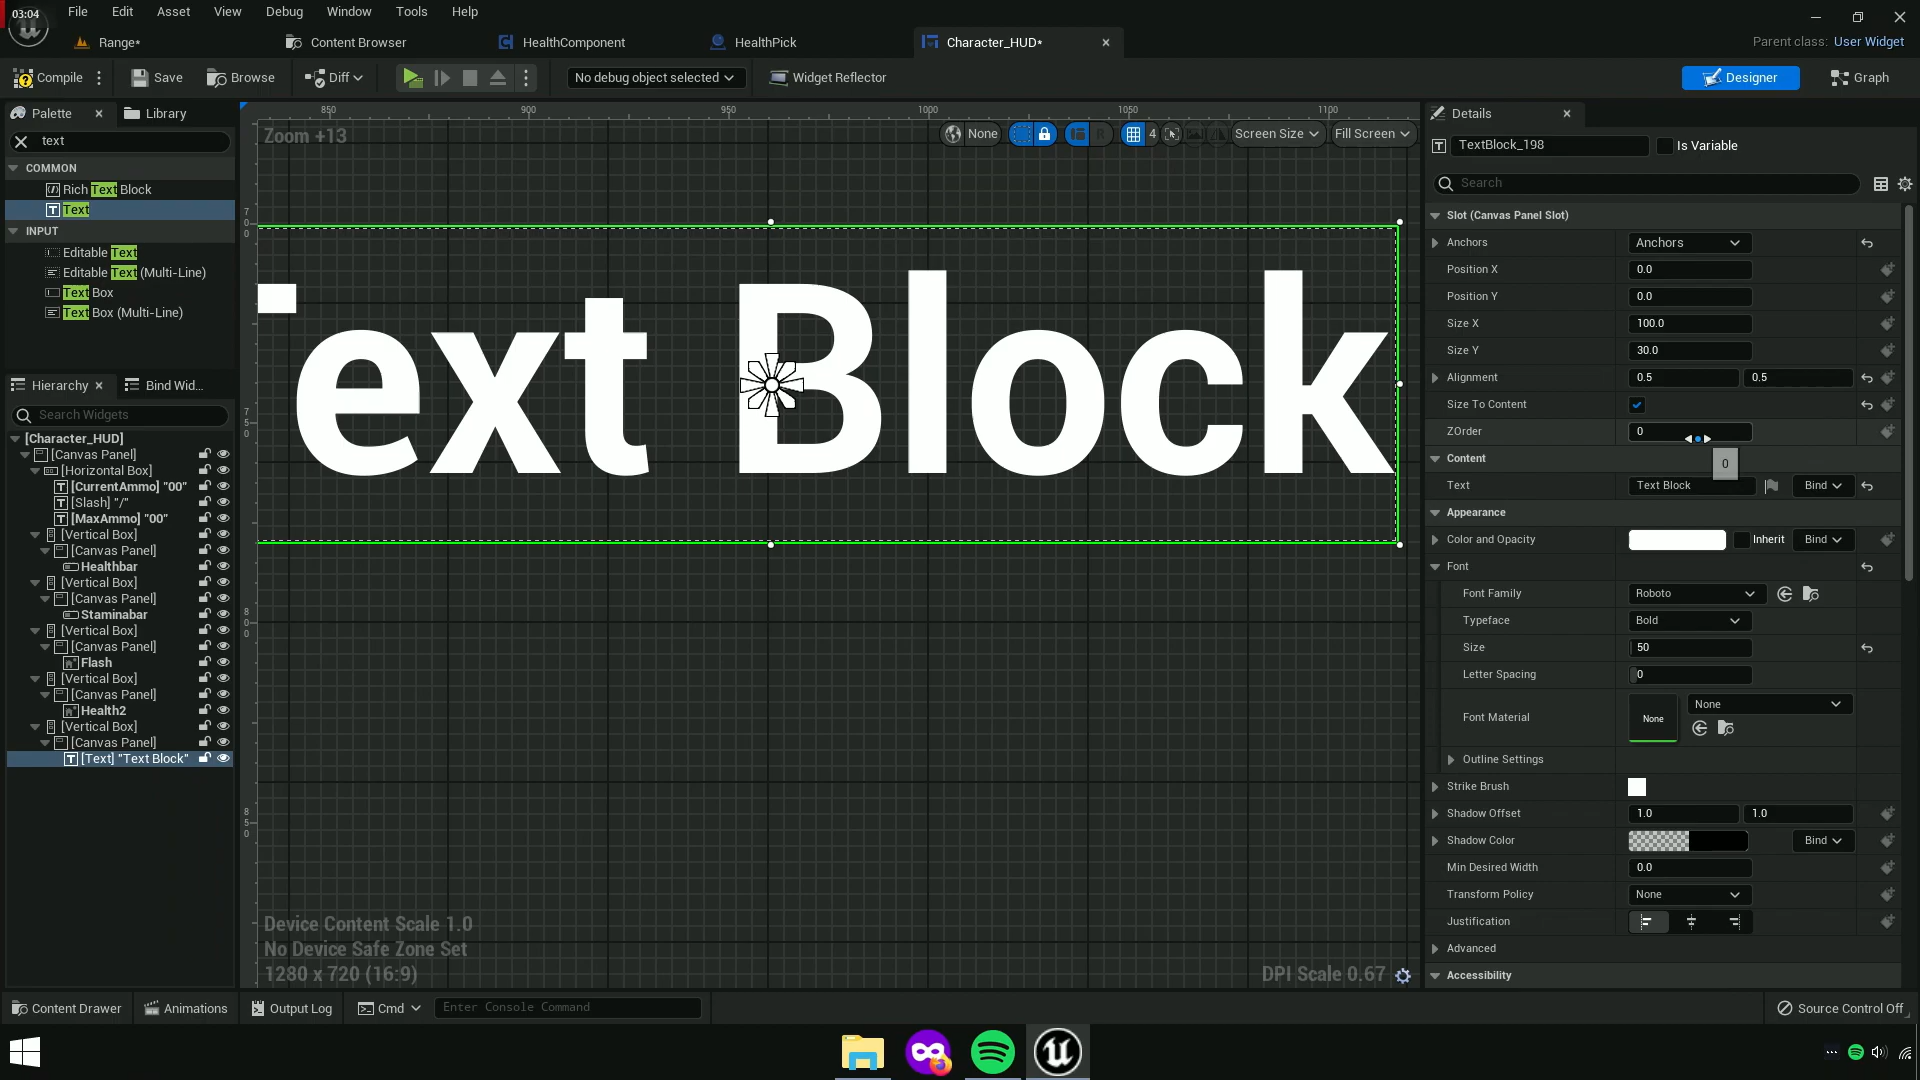 03:04
File Edit Asset View Debug Window Tools Help
Range* Content Browser HealthComponent HealthPick Character_HUD*
Parent class: User Widget
Compile Save Browse Diff No debug object selected Widget Reflector Designer Graph
Palette Library
text
COMMON
Rich Text Block
Text
INPUT
Editable Text
Editable Text (Multi-Line)
Text Box
Text Box (Multi-Line)
Hierarchy Bind Wid...
Search Widgets
[Character_HUD]
[Canvas Panel]
[Horizontal Box]
[CurrentAmmo] "00"
[Slash] "/"
[MaxAmmo] "00"
[Vertical Box]
[Canvas Panel]
Healthbar
[Vertical Box]
[Canvas Panel]
Staminabar
[Vertical Box]
[Canvas Panel]
Flash
[Vertical Box]
[Canvas Panel]
Health2
[Vertical Box]
[Canvas Panel]
[Text] "Text Block"
850 900 950 1000 1050 1100
Zoom +13
None R 4 Screen Size Fill Screen
700
750
800
850
ext Block
Device Content Scale 1.0
No Device Safe Zone Set
1280 x 720 (16:9)
DPI Scale 0.67
Details
TextBlock_198 Is Variable
Search
Slot (Canvas Panel Slot)
Anchors Anchors
Position X 0.0
Position Y 0.0
Size X 100.0
Size Y 30.0
Alignment 0.5 0.5
Size To Content
ZOrder 0
0
Content
Text Text Block Bind
Appearance
Color and Opacity Inherit Bind
Font
Font Family Roboto
Typeface Bold
Size 50
Letter Spacing 0
Font Material None None
Outline Settings
Strike Brush
Shadow Offset 1.0 1.0
Shadow Color Bind
Min Desired Width 0.0
Transform Policy None
Justification
Advanced
Accessibility
Content Drawer Animations Output Log Cmd Enter Console Command Source Control Off